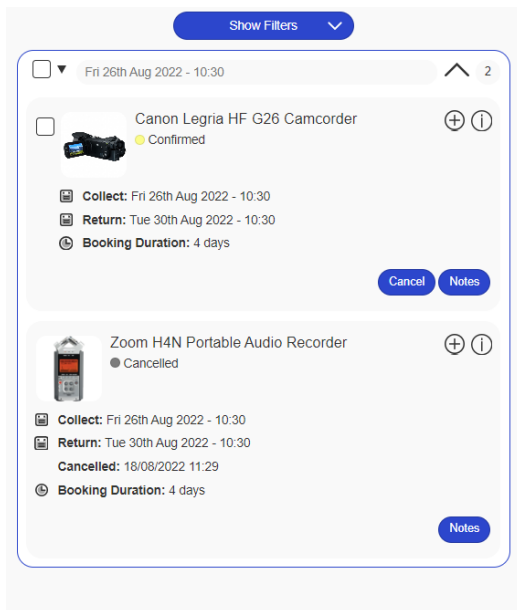 Show Filters
Fri 26th Aug 2022 - 10:30
2
Canon Legria HF G26 Camcorder
Confirmed
Collect: Fri 26th Aug 2022 - 10:30
Return: Tue 30th Aug 2022 - 10:30
Booking Duration: 4 days
Cancel Notes
Zoom H4N Portable Audio Recorder
Cancelled
Collect: Fri 26th Aug 2022 - 10:30
Return: Tue 30th Aug 2022 - 10:30
Cancelled: 18/08/2022 11:29
Booking Duration: 4 days
Notes